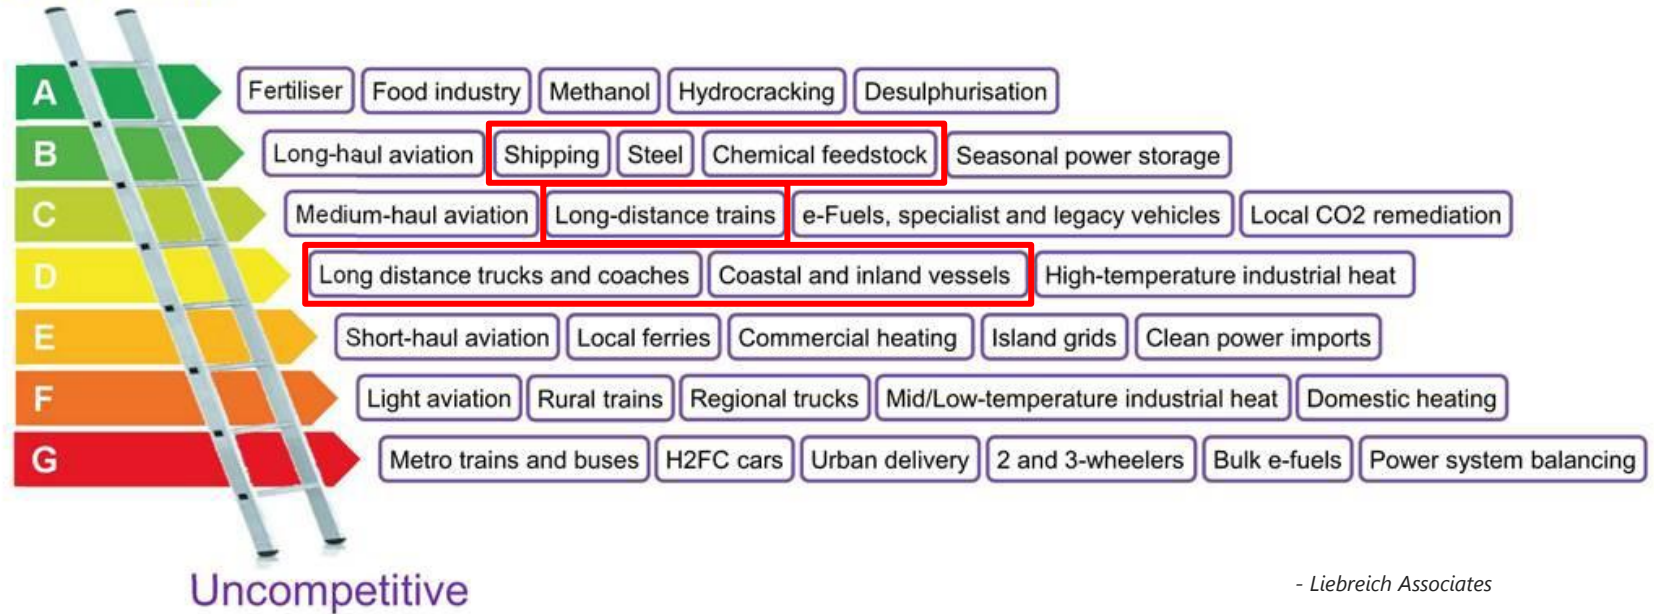 A Fertiliser Food industry Methanol Hydrocracking Desulphurisation
B Long-haul aviation Shipping Steel Chemical feedstock Seasonal power storage
C Medium-haul aviation Long-distance trains e-Fuels, specialist and legacy vehicles Local CO2 remediation
D Long distance trucks and coaches Coastal and inland vessels High-temperature industrial heat
E Short-haul aviation Local ferries Commercial heating Island grids Clean power imports
F Light aviation Rural trains Regional trucks Mid/Low-temperature industrial heat Domestic heating
G Metro trains and buses H2FC cars Urban delivery 2 and 3-wheelers Bulk e-fuels Power system balancing
Uncompetitive
- Liebreich Associates